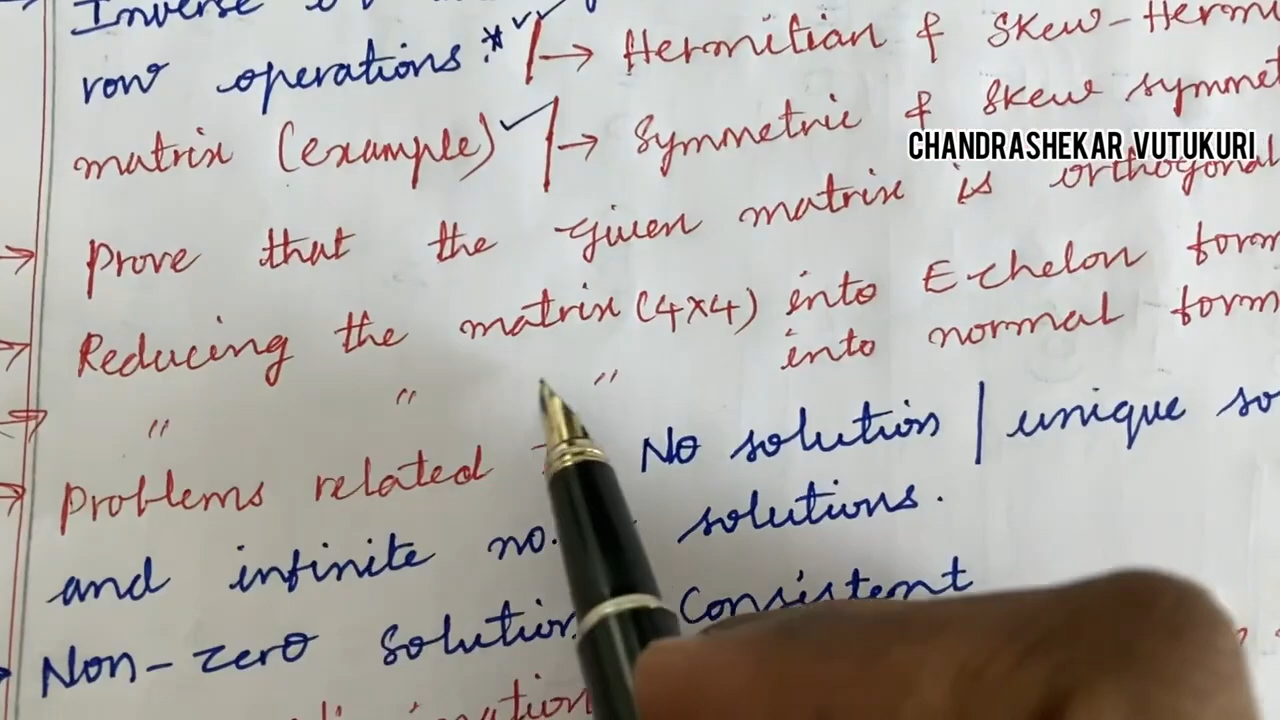 Inverse
row operations. * → Hermitian & Skew-Hermi
matrix (example) → Symmetric & Skew symmet
CHANDRASHEKAR VUTUKURI
→ Prove that the given matrix is orthogonal
→ Reducing the matrix (4x4) into Echelon form
→ " " " into normal form
→ Problems related No solution | unique so
and infinite no. solutions.
Non-zero solution Consistent